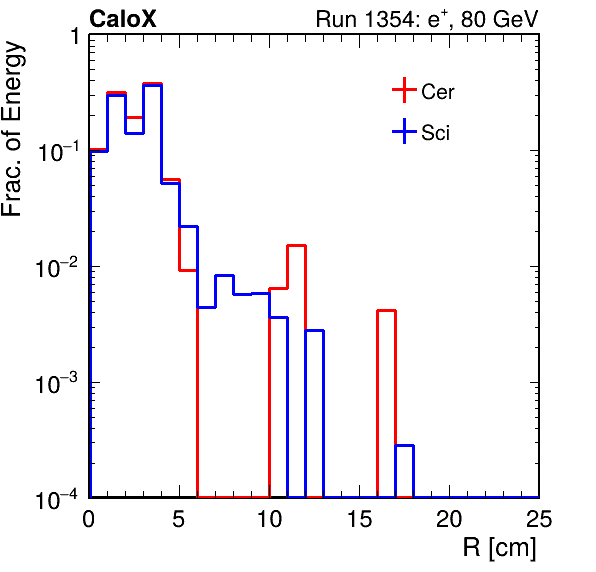 CaloX Run 1354: e⁺, 80 GeV
Frac. of Energy
1
10⁻¹
10⁻²
10⁻³
10⁻⁴
Cer
Sci
0 5 10 15 20 25
R [cm]